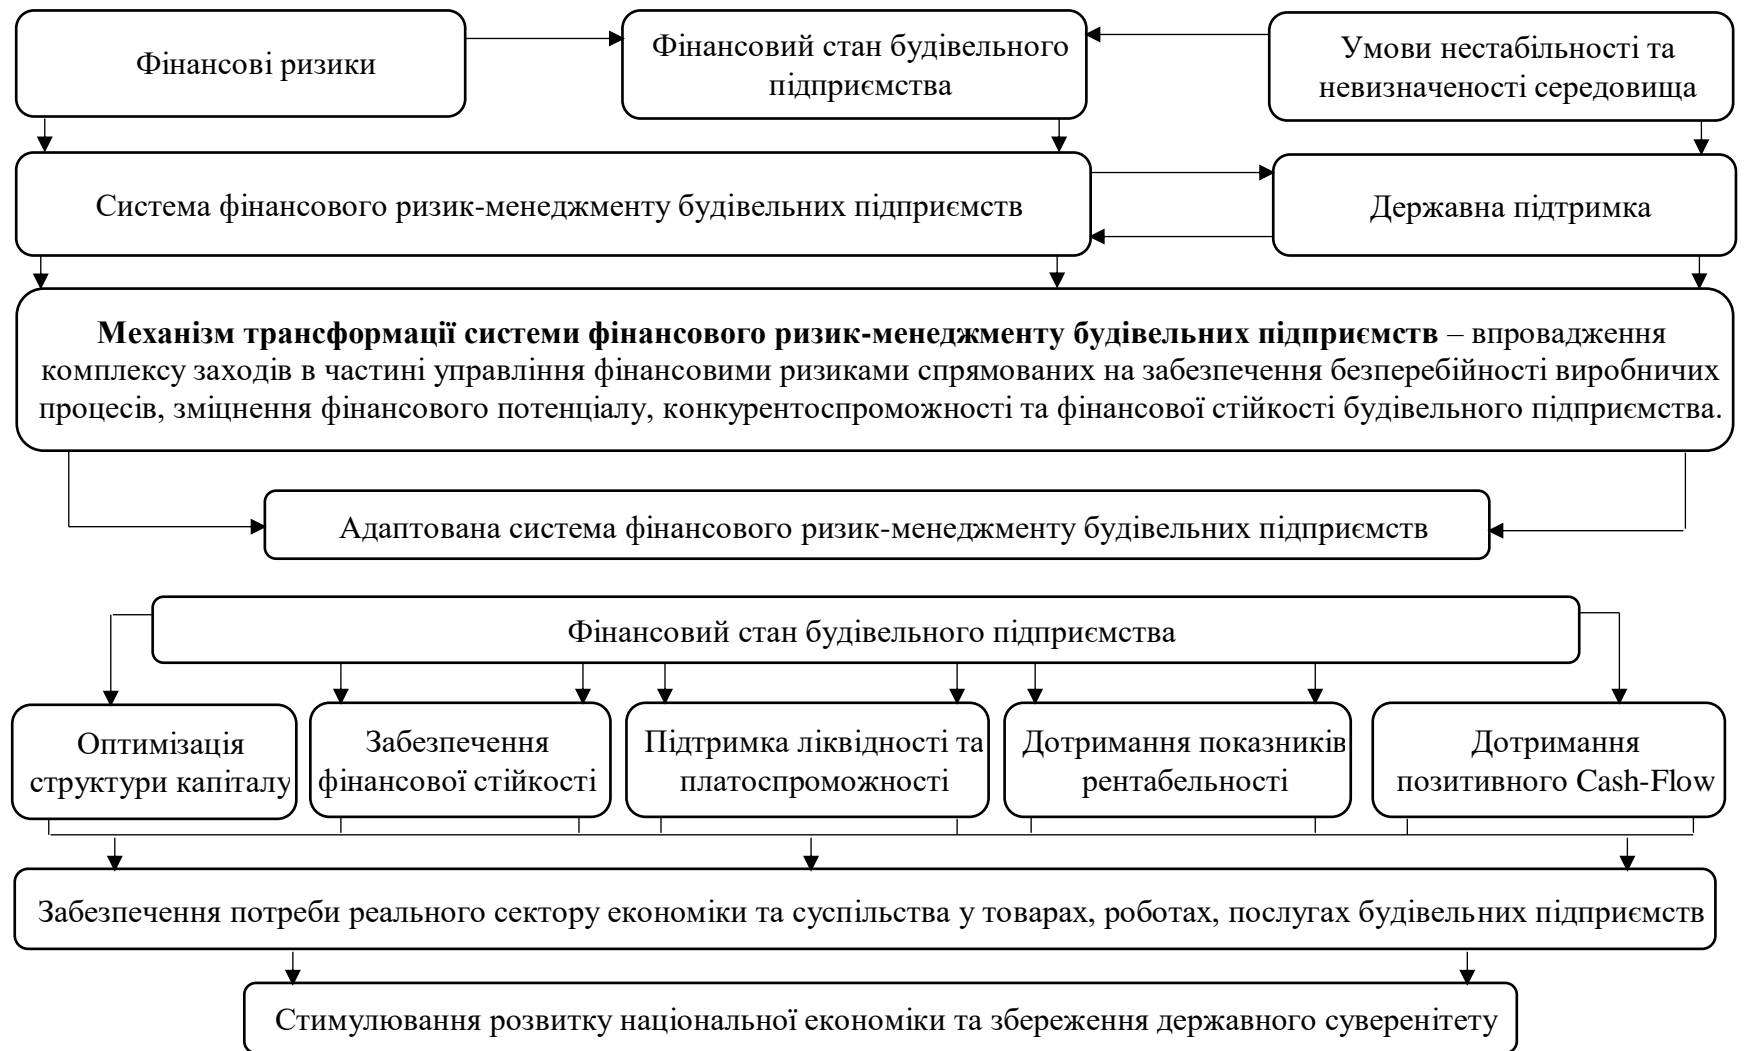 Фінансові ризики
Фінансовий стан будівельного
підприємства
Умови нестабільності та
невизначеності середовища
Система фінансового ризик-менеджменту будівельних підприємств
Державна підтримка
Механізм трансформації системи фінансового ризик-менеджменту будівельних підприємств – впровадження
комплексу заходів в частині управління фінансовими ризиками спрямованих на забезпечення безперебійності виробничих
процесів, зміцнення фінансового потенціалу, конкурентоспроможності та фінансової стійкості будівельного підприємства.
Адаптована система фінансового ризик-менеджменту будівельних підприємств
Фінансовий стан будівельного підприємства
Оптимізація
структури капіталу
Забезпечення
фінансової стійкості
Підтримка ліквідності та
платоспроможності
Дотримання показників
рентабельності
Дотримання
позитивного Cash-Flow
Забезпечення потреби реального сектору економіки та суспільства у товарах, роботах, послугах будівельних підприємств
Стимулювання розвитку національної економіки та збереження державного суверенітету